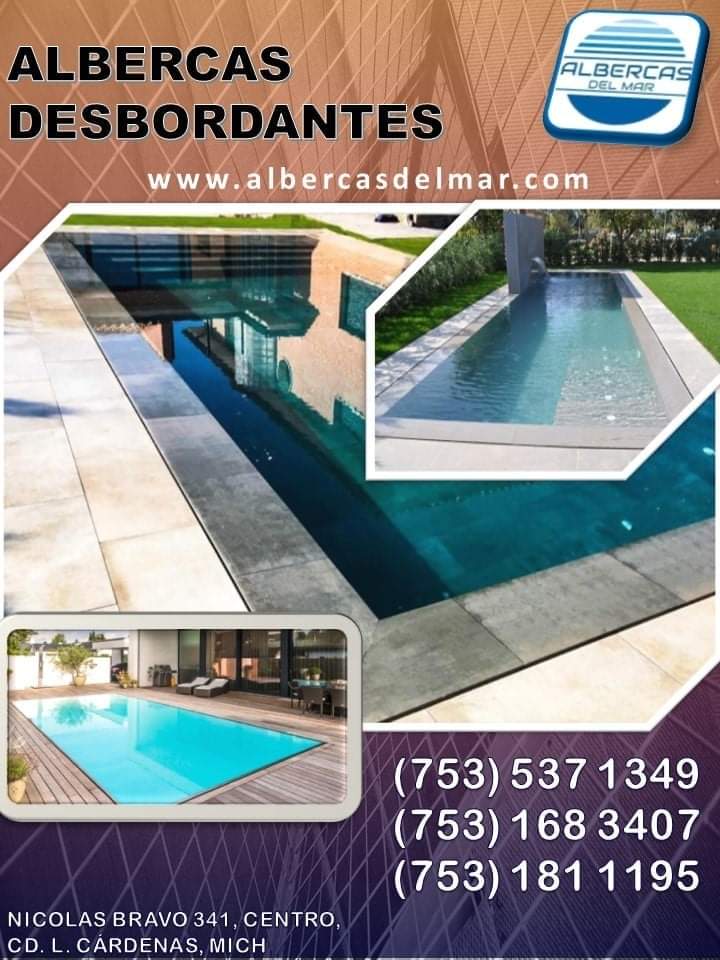 ALBERCAS
DESBORDANTES
ALBERCAS
DEL MAR
www.albercasdelmar.com
(753) 537 1349
(753) 168 3407
(753) 181 1195
NICOLAS BRAVO 341, CENTRO,
CD. L. CÁRDENAS, MICH